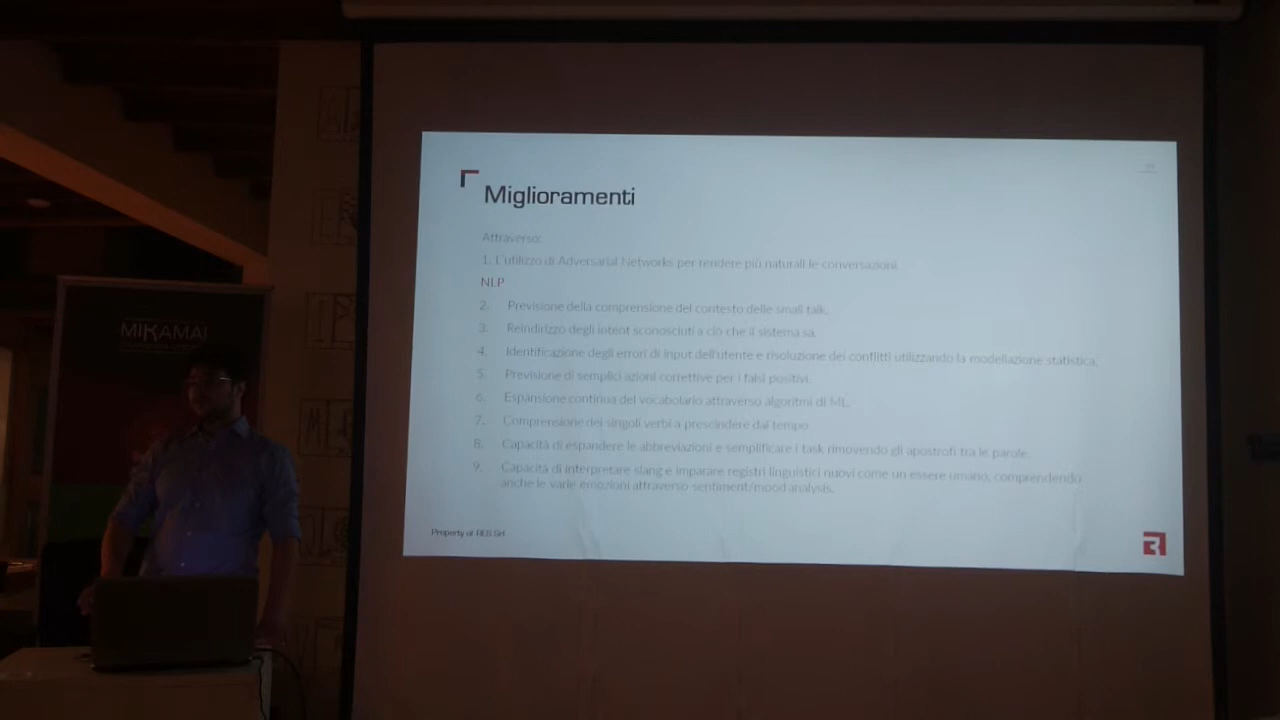 MIKAMAI
Miglioramenti
Attraverso:
1. L'utilizzo di Adversarial Networks per rendere più naturali le conversazioni.
NLP
2. Previsione della comprensione del contesto delle small talk.
3. Reindirizzo degli intent sconosciuti a ciò che il sistema sa.
4. Identificazione degli errori di input dell'utente e risoluzione dei conflitti utilizzando la modellazione statistica.
5. Previsione di semplici azioni correttive per i falsi positivi.
6. Espansione continua del vocabolario attraverso algoritmi di ML.
7. Comprensione dei singoli verbi a prescindere dal tempo
8. Capacità di espandere le abbreviazioni e semplificare i task rimovendo gli apostrofi tra le parole.
9. Capacità di interpretare slang e imparare registri linguistici nuovi come un essere umano, comprendendo
anche le varie emozioni attraverso sentiment/mood analysis.
Property of Srl